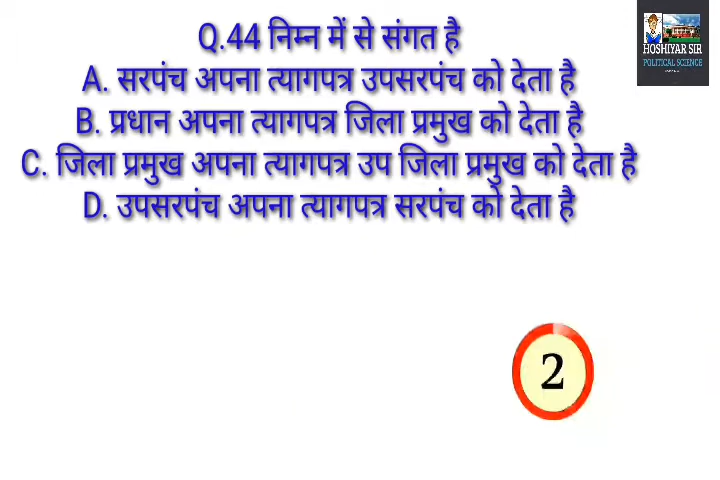 Q.44 निम्न में से संगत है
A. सरपंच अपना त्यागपत्र उपसरपंच को देता है
B. प्रधान अपना त्यागपत्र जिला प्रमुख को देता है
C. जिला प्रमुख अपना त्यागपत्र उप जिला प्रमुख को देता है
D. उपसरपंच अपना त्यागपत्र सरपंच को देता है
HOSHIYAR SIR
POLITICAL SCIENCE
2